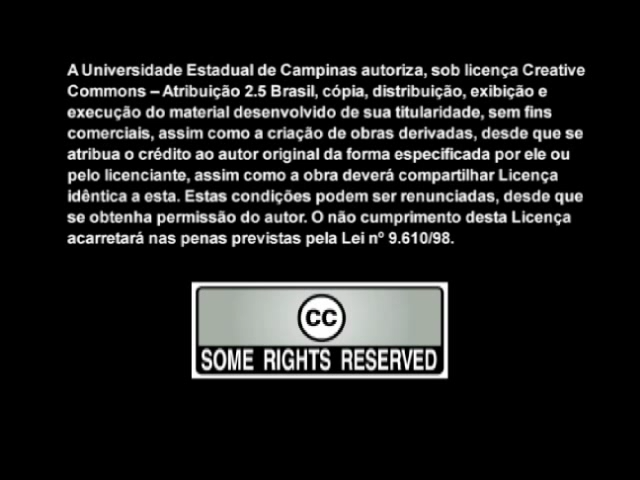 A Universidade Estadual de Campinas autoriza, sob licença Creative
Commons – Atribuição 2.5 Brasil, cópia, distribuição, exibição e
execução do material desenvolvido de sua titularidade, sem fins
comerciais, assim como a criação de obras derivadas, desde que se
atribua o crédito ao autor original da forma especificada por ele ou
pelo licenciante, assim como a obra deverá compartilhar Licença
idêntica a esta. Estas condições podem ser renunciadas, desde que
se obtenha permissão do autor. O não cumprimento desta Licença
acarretará nas penas previstas pela Lei nº 9.610/98.
CC
SOME RIGHTS RESERVED